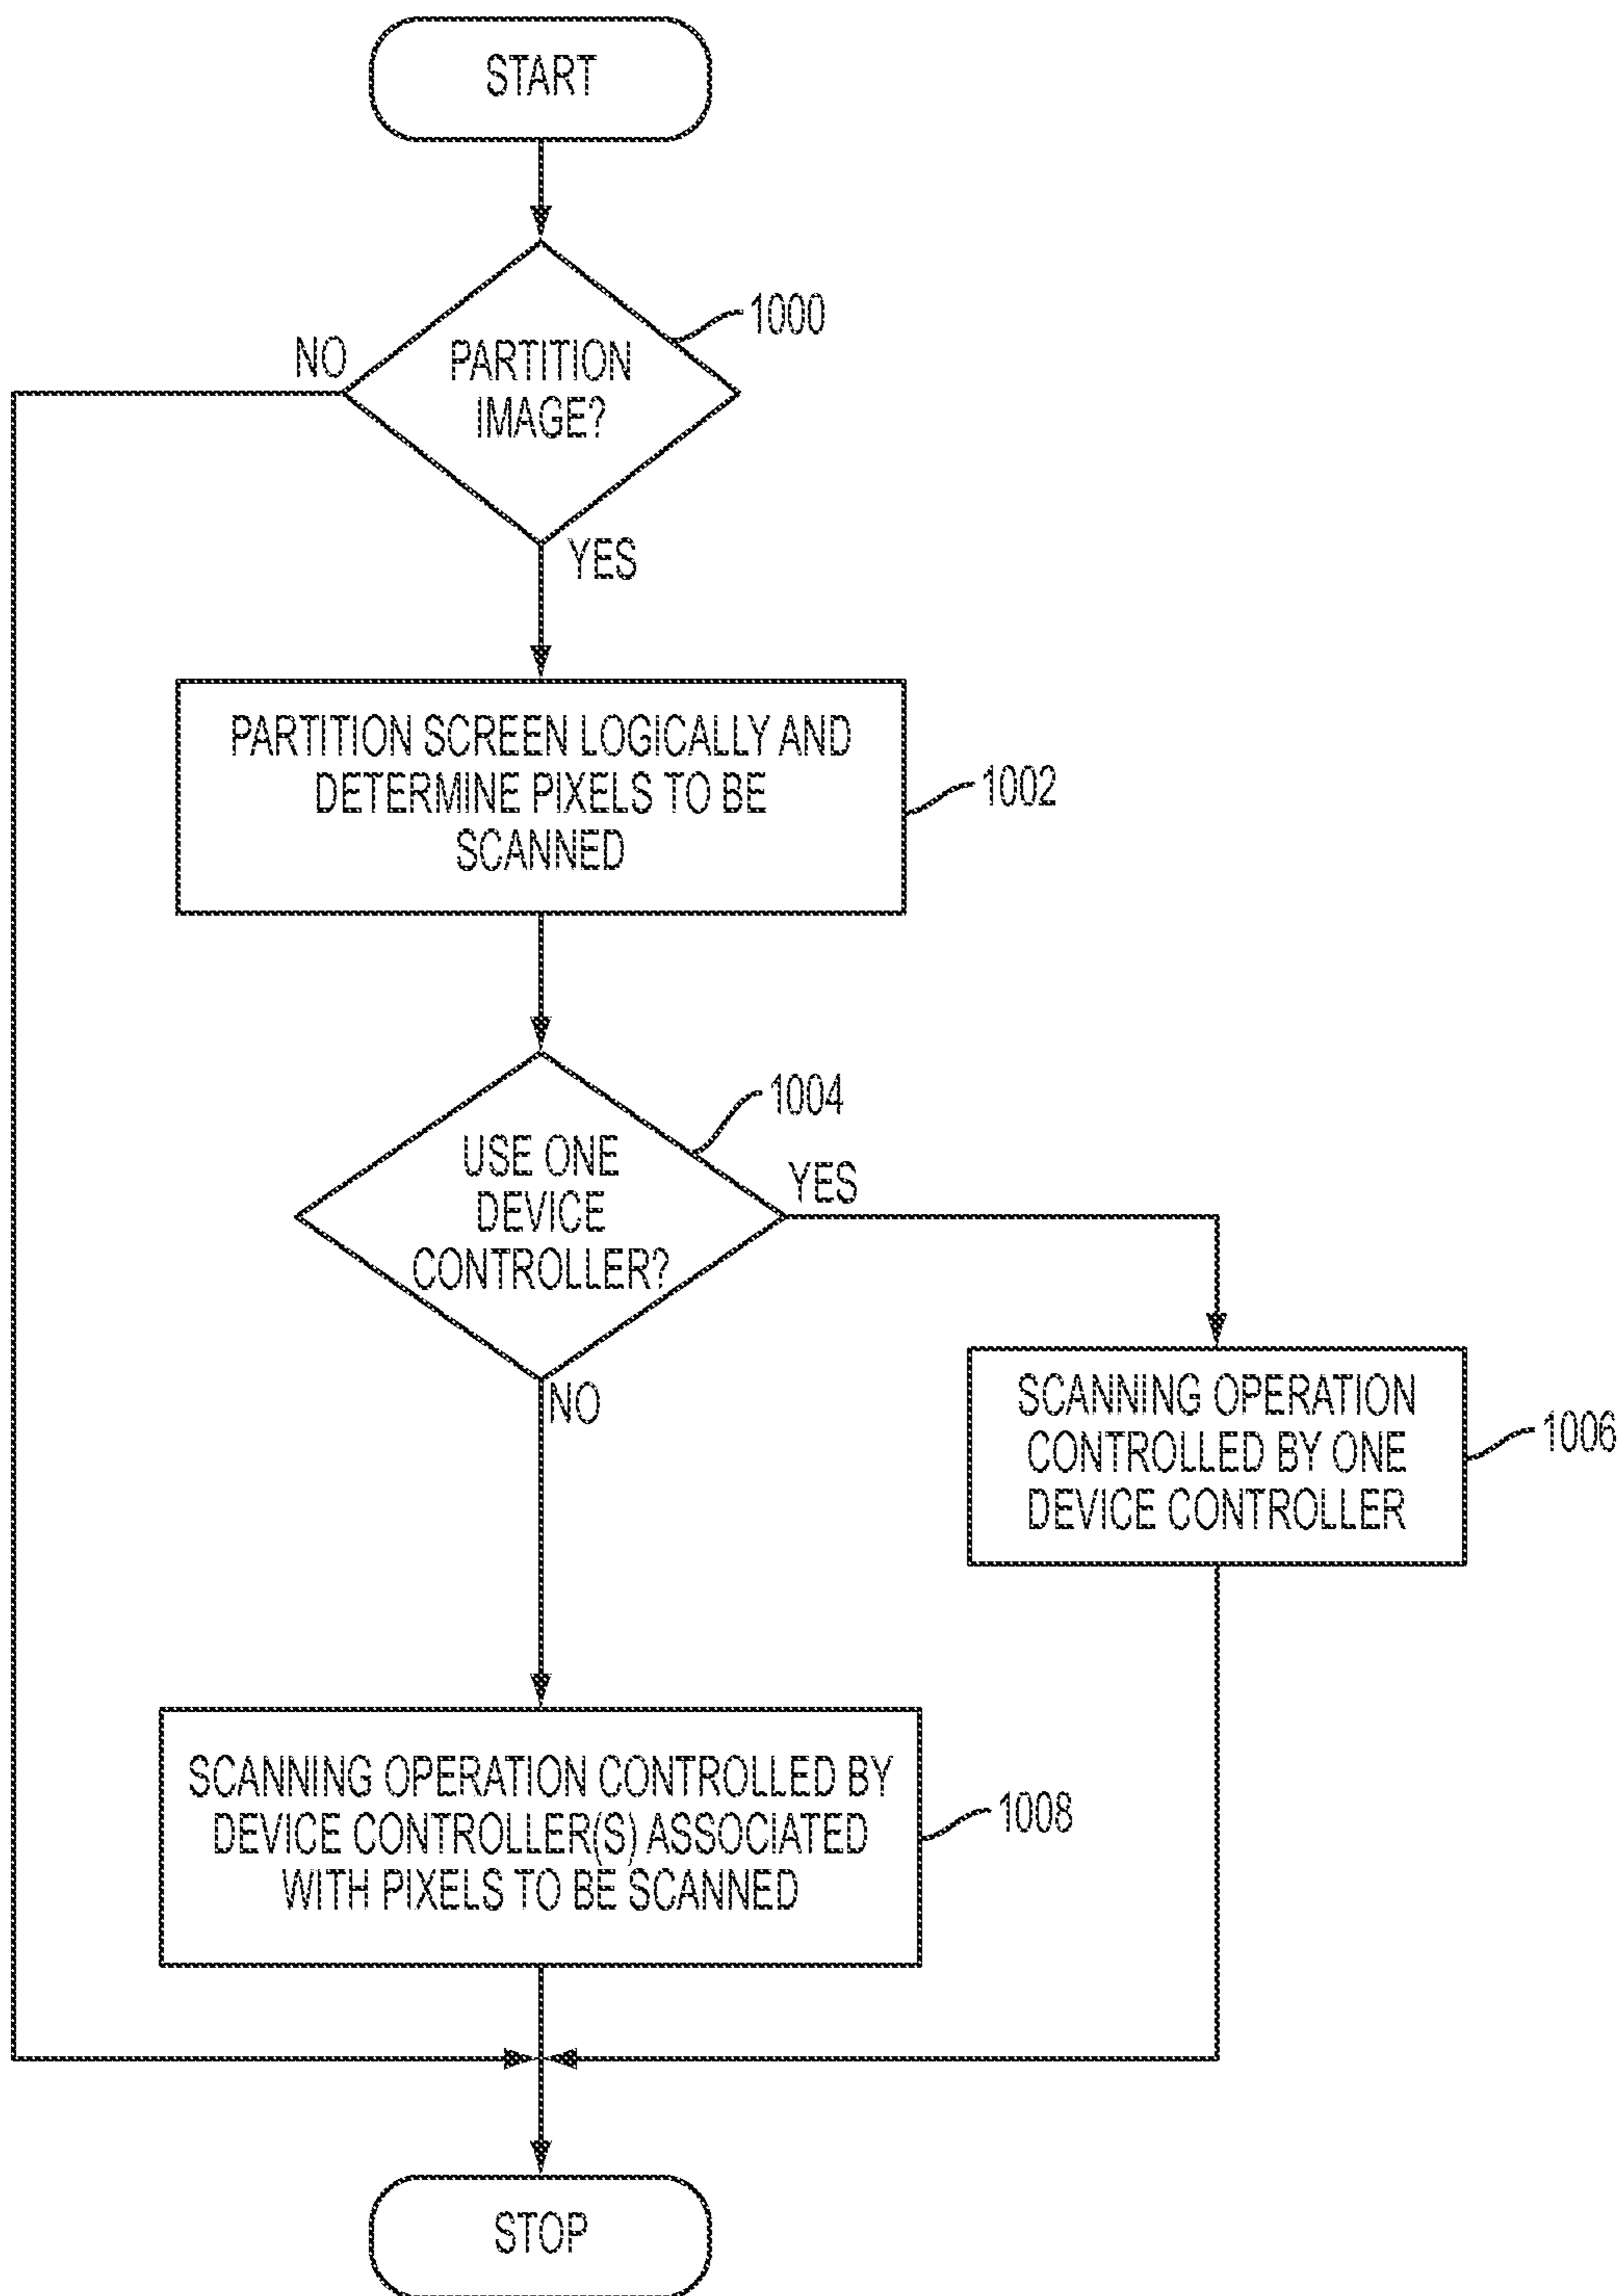 START
1000
NO
PARTITION
IMAGE?
YES
PARTITION SCREEN LOGICALLY AND
DETERMINE PIXELS TO BE
SCANNED
1002
1004
USE ONE
DEVICE
CONTROLLER?
YES
NO
SCANNING OPERATION
CONTROLLED BY ONE
DEVICE CONTROLLER
1006
SCANNING OPERATION CONTROLLED BY
DEVICE CONTROLLER(S) ASSOCIATED
WITH PIXELS TO BE SCANNED
1008
STOP